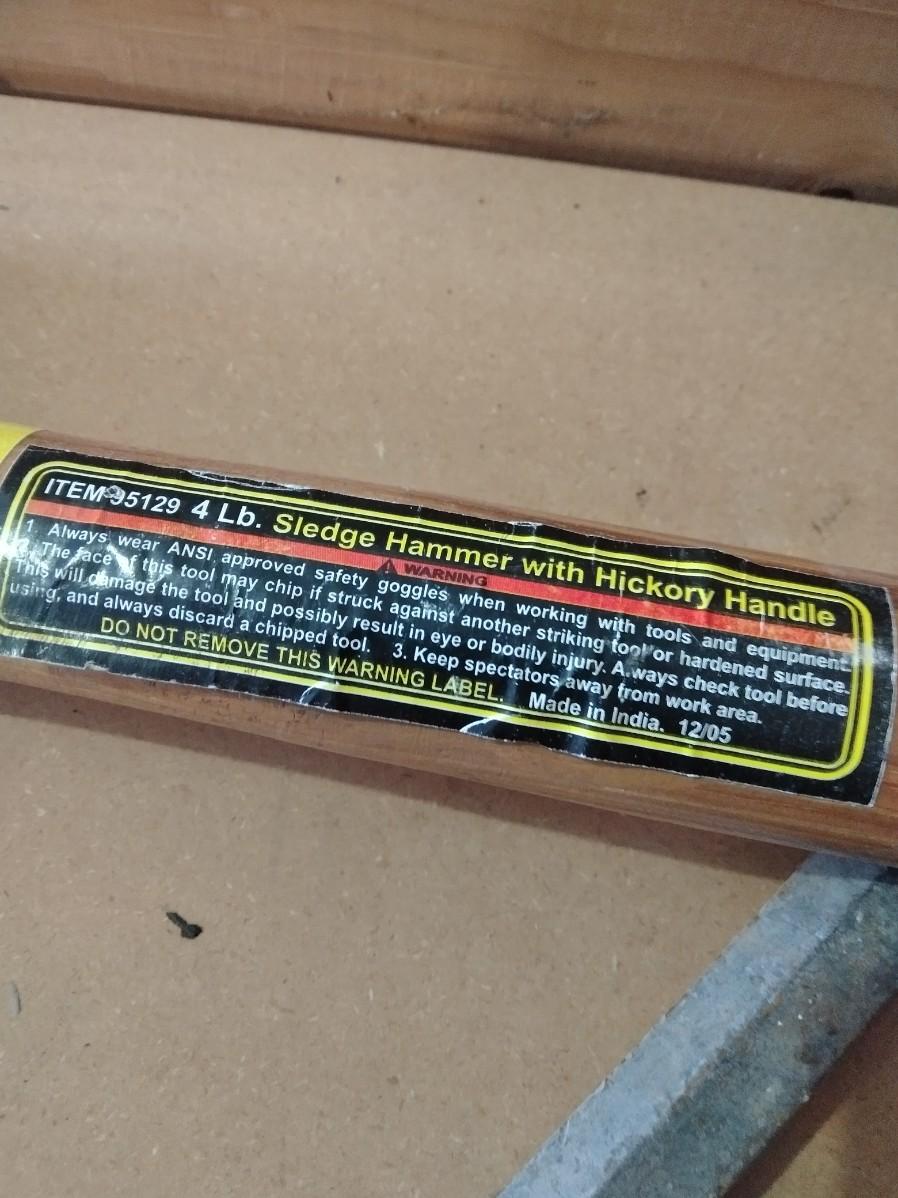 ITEM 95129 4 Lb. Sledge Hammer with Hickory Handle
WARNING
1 Always wear ANSI approved safety goggles when working with tools and equipment.
The face of this tool may chip if struck against another striking tool or hardened surface.
This will damage the tool and possibly result in eye or bodily injury. Always check tool before
using, and always discard a chipped tool. 3. Keep spectators away from work area.
DO NOT REMOVE THIS WARNING LABEL. Made in India. 12/05